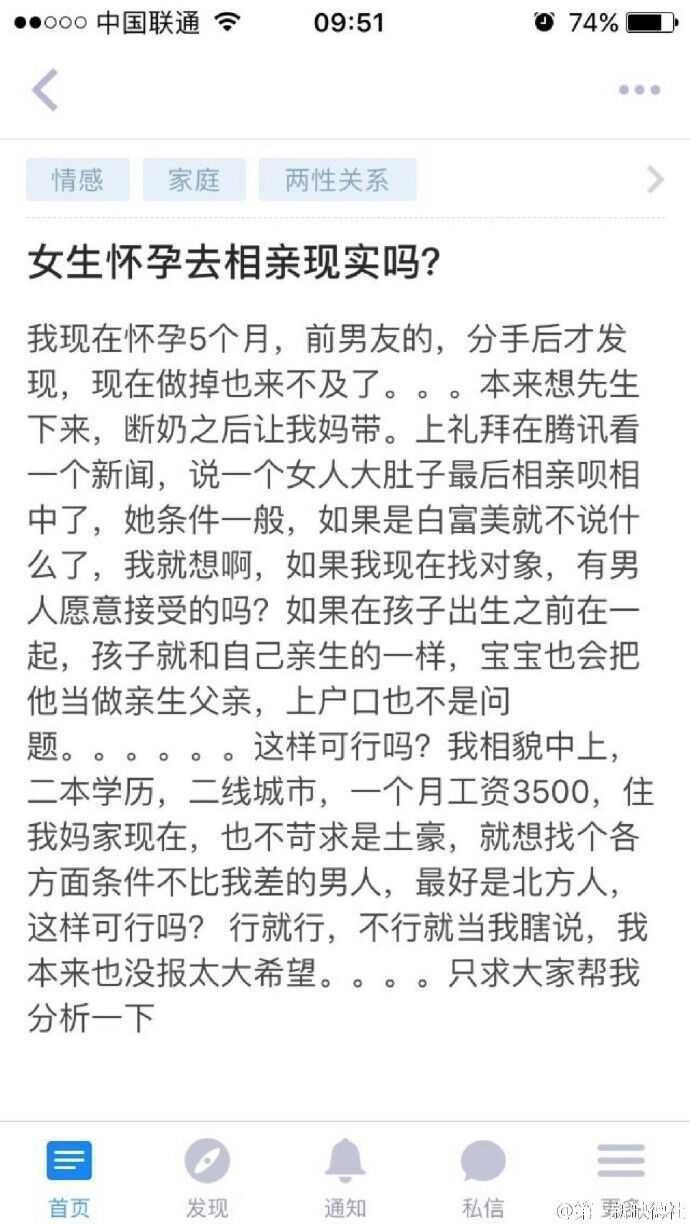 中国联通 09:51 74%
情感 家庭 两性关系
女生怀孕去相亲现实吗?
我现在怀孕5个月，前男友的，分手后才发
现，现在做掉也来不及了。。。本来想先生
下来，断奶之后让我妈带。上礼拜在腾讯看
一个新闻，说一个女人大肚子最后相亲呗相
中了，她条件一般，如果是白富美就不说什
么了，我就想啊，如果我现在找对象，有男
人愿意接受的吗？如果在孩子出生之前在一
起，孩子就和自己亲生的一样，宝宝也会把
他当做亲生父亲，上户口也不是问
题。。。。。。这样可行吗？我相貌中上，
二本学历，二线城市，一个月工资3500，住
我妈家现在，也不苛求是土豪，就想找个各
方面条件不比我差的男人，最好是北方人，
这样可行吗？ 行就行，不行就当我瞎说，我
本来也没报太大希望。。。。只求大家帮我
分析一下
首页 发现 通知 私信 更多